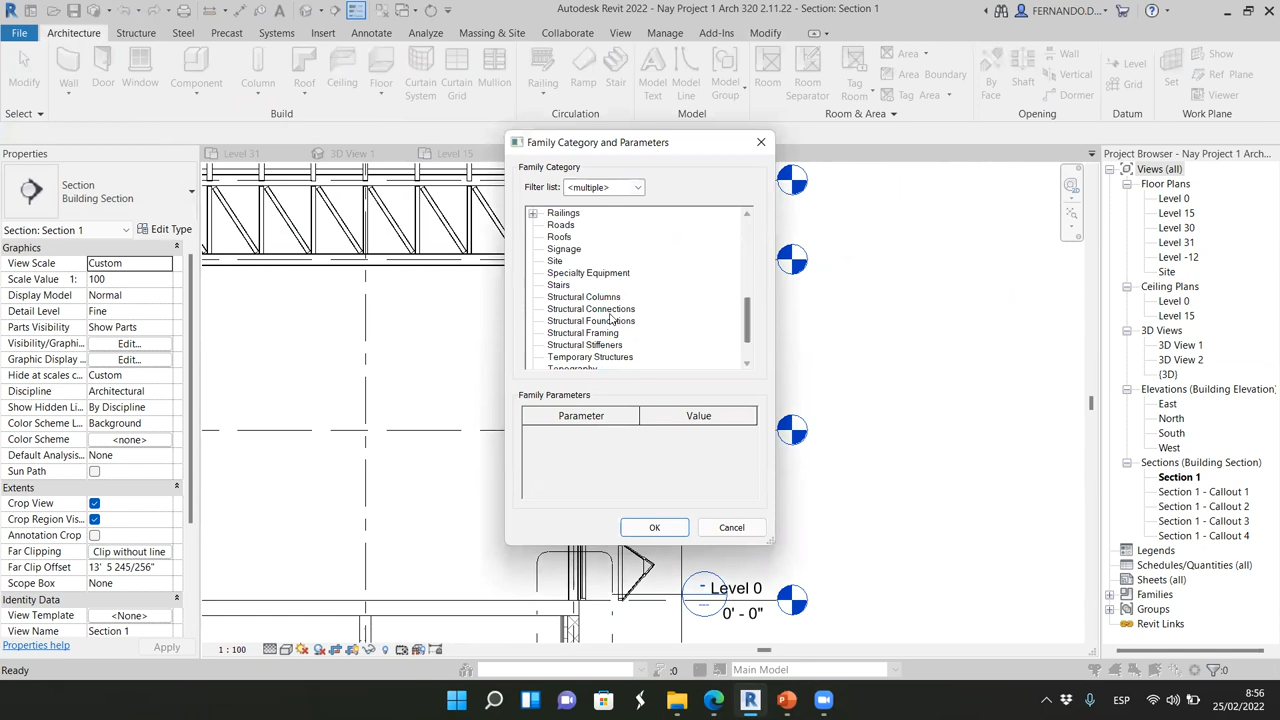 Autodesk Revit 2022 - Nay Project 1 Arch 320 2.11.22 - Section: Section 1
FERNANDO.D...
File Architecture Structure Steel Precast Systems Insert Annotate Analyze Massing & Site Collaborate View Manage Add-Ins Modify
Modify Wall Door Window Component Column Roof Ceiling Curtain System Curtain Grid Mullion Floor Railing Ramp Stair Model Text Model Line Model Group Room Room Separator Tag Room
Area
Area Boundary
Tag Area
By Face
Shaft
Wall
Vertical
Dormer
Level
Grid
Set
Show
Ref Plane
Viewer
Select Build Circulation Model Room & Area Opening Datum Work Plane
Properties
Section
Building Section
Section: Section 1
Edit Type
Graphics
View Scale Custom
Scale Value 1: 100
Display Model Normal
Detail Level Fine
Parts Visibility Show Parts
Visibility/Graphi... Edit...
Graphic Display ... Edit...
Hide at scales c... Custom
Discipline Architectural
Show Hidden Li... By Discipline
Color Scheme L... Background
Color Scheme <none>
Default Analysis... None
Sun Path
Extents
Crop View
Crop Region Vis...
Annotation Crop
Far Clipping Clip without line
Far Clip Offset 13' 5 245/256"
Scope Box None
Identity Data
View Template <None>
View Name Section 1
Properties help
Apply
Level 31
3D View 1
Level 15
Family Category and Parameters
Family Category
Filter list: <multiple>
Railings
Roads
Roofs
Signage
Site
Specialty Equipment
Stairs
Structural Columns
Structural Connections
Structural Foundations
Structural Framing
Structural Stiffeners
Temporary Structures
Topography
Family Parameters
Parameter Value
OK Cancel
Level 0
0' - 0"
Project Browser - Nay Project 1 Arch...
Views (all)
Floor Plans
Level 0
Level 15
Level 30
Level 31
Level -12
Site
Ceiling Plans
Level 0
Level 15
3D Views
3D View 1
3D View 2
{3D}
Elevations (Building Elevation)
East
North
South
West
Sections (Building Section)
Section 1
Section 1 - Callout 1
Section 1 - Callout 2
Section 1 - Callout 3
Section 1 - Callout 4
Legends
Schedules/Quantities (all)
Sheets (all)
Families
Groups
Revit Links
1 : 100
Ready
:0
Main Model
:0
ESP
8:50
25/02/2022